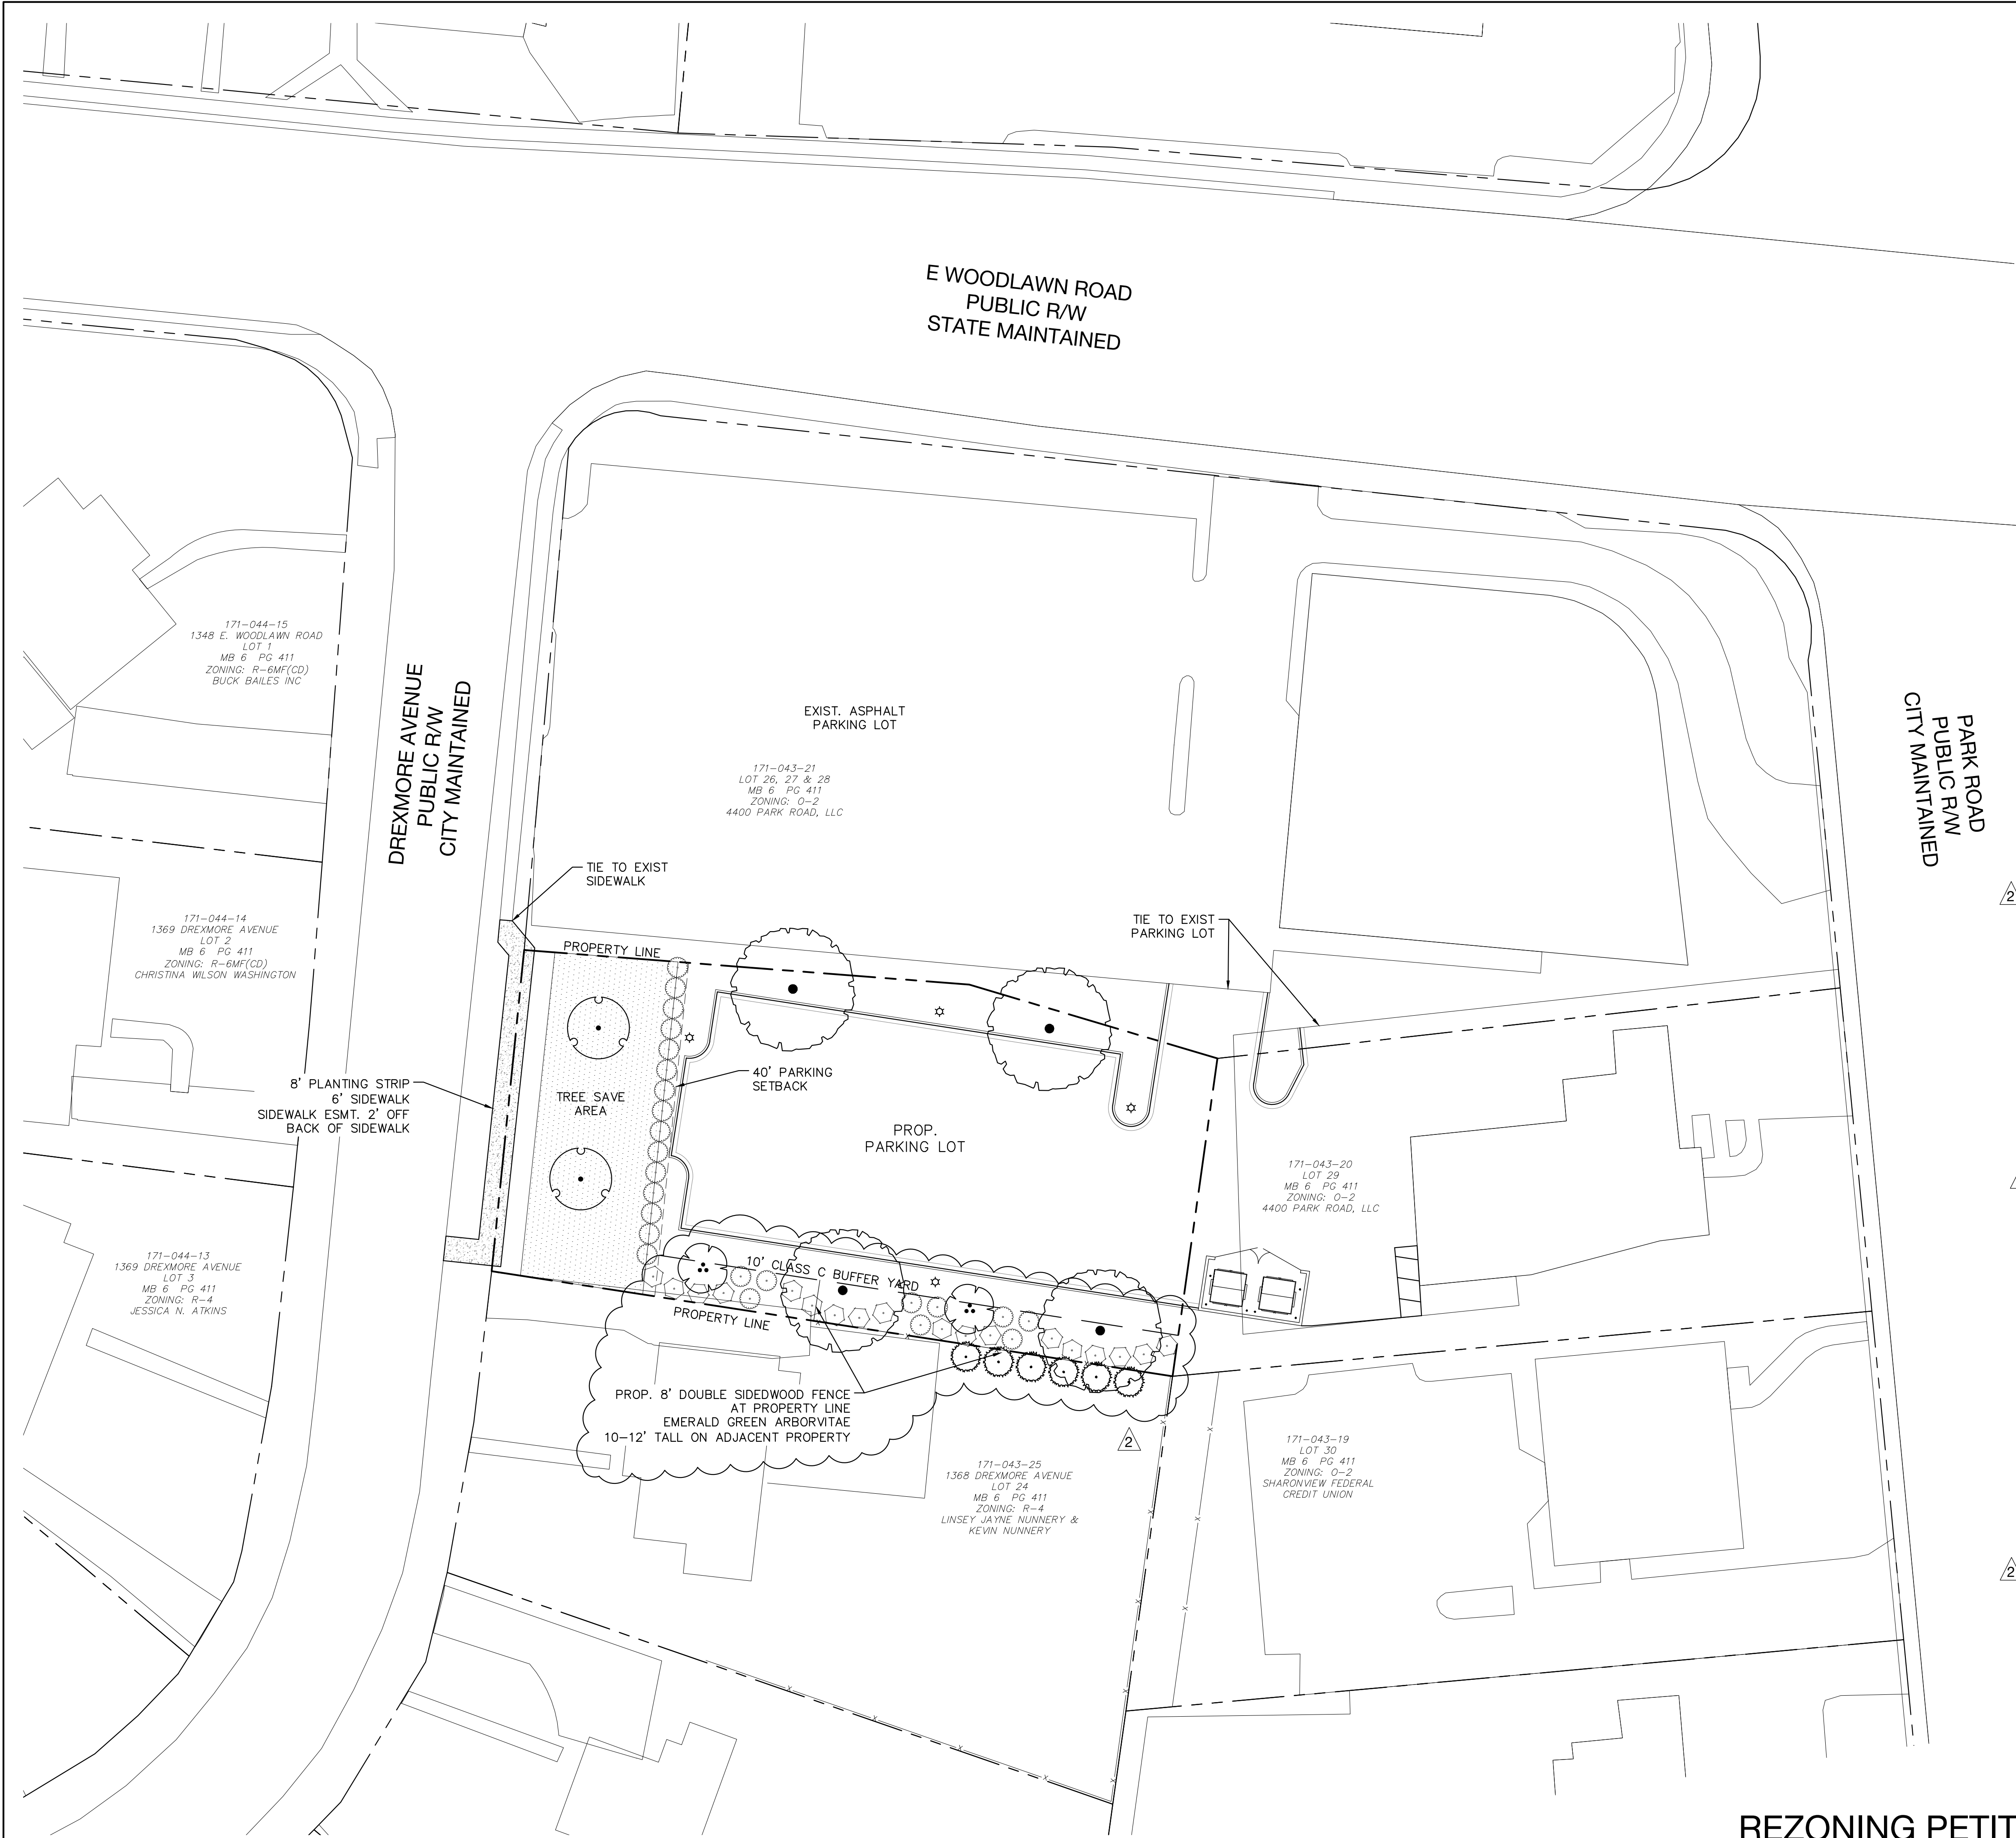 E WOODLAWN ROAD
PUBLIC R/W
STATE MAINTAINED
171-044-15
1348 E. WOODLAWN ROAD
LOT 1
MB 6 PG 411
ZONING: R-6MF(CD)
BUCK BAILES INC
DREXMORE AVENUE
PUBLIC R/W
CITY MAINTAINED
EXIST. ASPHALT
PARKING LOT
171-043-21
LOT 26, 27 & 28
MB 6 PG 411
ZONING: O-2
4400 PARK ROAD, LLC
PARK ROAD
PUBLIC R/W
CITY MAINTAINED
2
TIE TO EXIST
SIDEWALK
171-044-14
1369 DREXMORE AVENUE
LOT 2
MB 6 PG 411
ZONING: R-6MF(CD)
CHRISTINA WILSON WASHINGTON
TIE TO EXIST
PARKING LOT
PROPERTY LINE
40' PARKING
SETBACK
8' PLANTING STRIP
6' SIDEWALK
SIDEWALK ESMT. 2' OFF
BACK OF SIDEWALK
TREE SAVE
AREA
PROP.
PARKING LOT
171-043-20
LOT 29
MB 6 PG 411
ZONING: O-2
4400 PARK ROAD, LLC
171-044-13
1369 DREXMORE AVENUE
LOT 3
MB 6 PG 411
ZONING: R-4
JESSICA N. ATKINS
10' CLASS C BUFFER YARD
PROPERTY LINE
PROP. 8' DOUBLE SIDEDWOOD FENCE
AT PROPERTY LINE
EMERALD GREEN ARBORVITAE
10-12' TALL ON ADJACENT PROPERTY
2
171-043-25
1368 DREXMORE AVENUE
LOT 24
MB 6 PG 411
ZONING: R-4
LINSEY JAYNE NUNNERY &
KEVIN NUNNERY
171-043-19
LOT 30
MB 6 PG 411
ZONING: O-2
SHARONVIEW FEDERAL
CREDIT UNION
2
REZONING PETIT